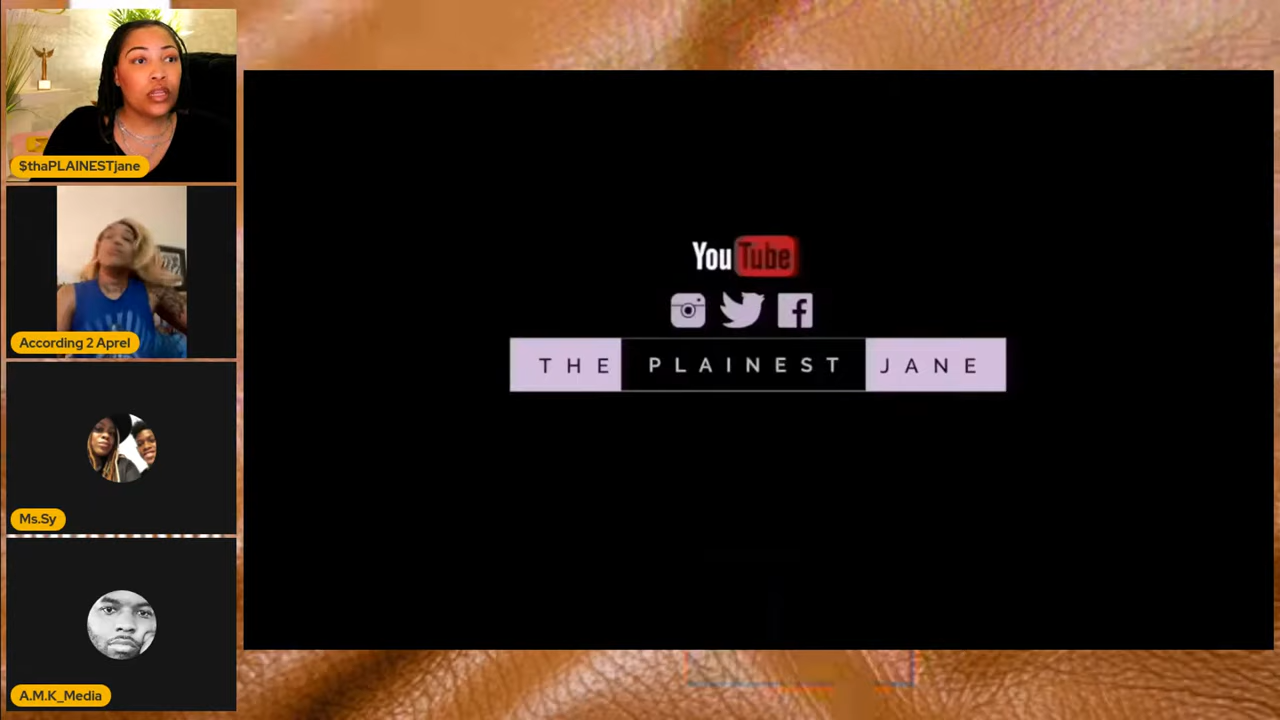 $thaPLAINESTjane
According 2 Aprel
Ms.Sy
A.M.K_Media
YouTube
THE PLAINEST JANE